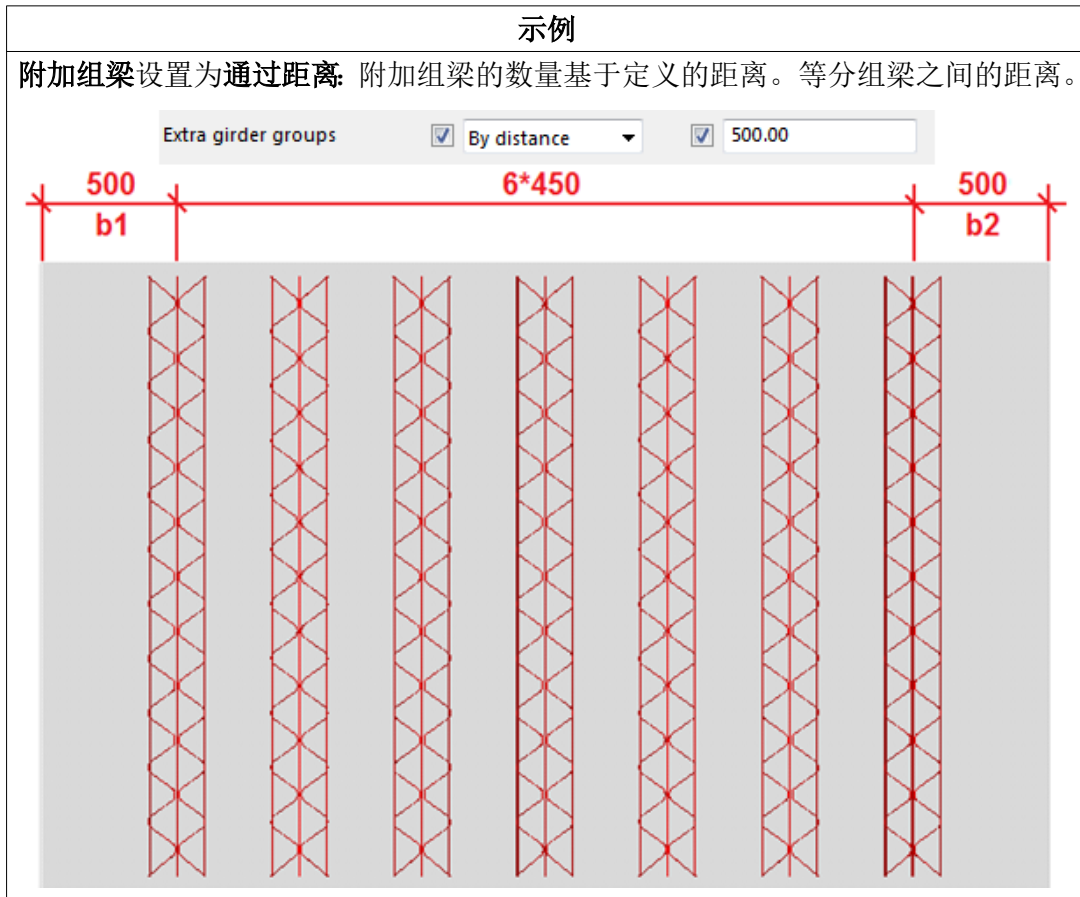 示例
附加组梁设置为通过距离: 附加组梁的数量基于定义的距离。等分组梁之间的距离。
Extra girder groups By distance 500.00
500 6*450 500
b1 b2